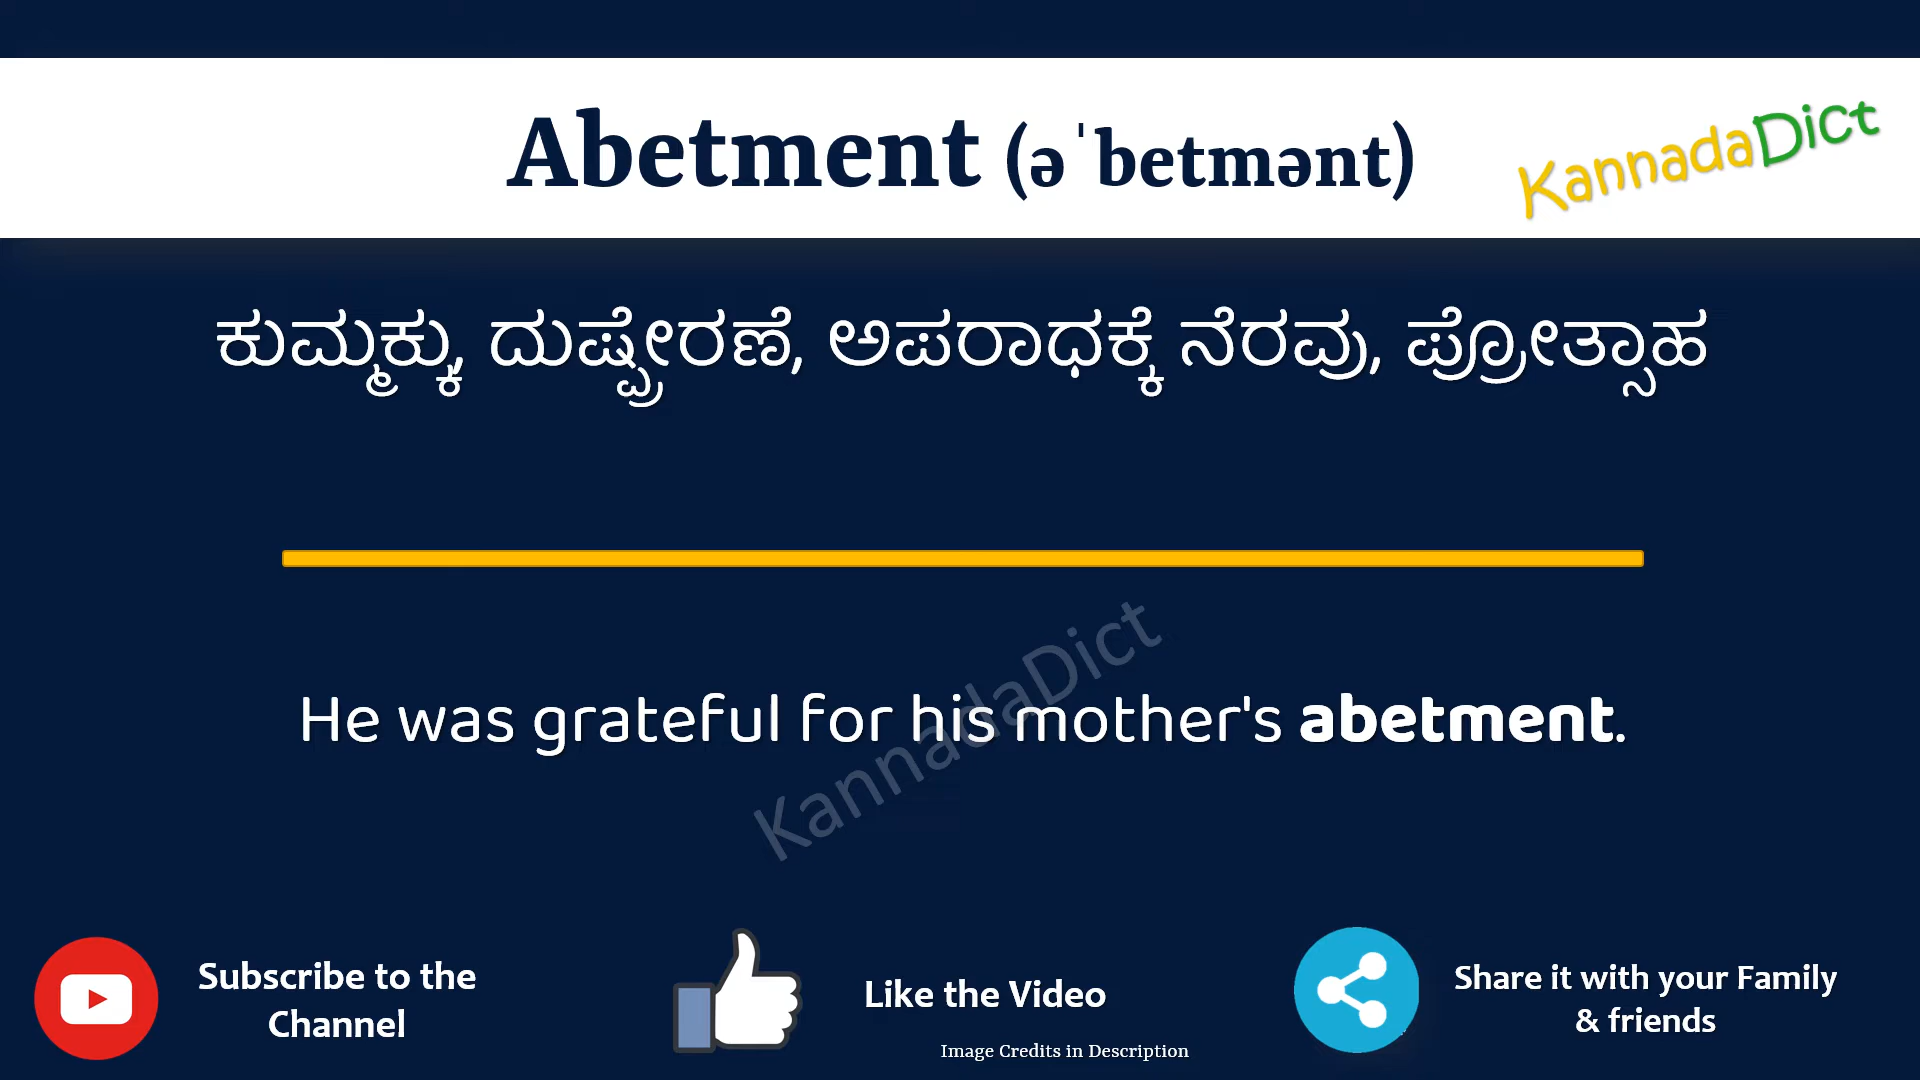 Abetment (əˈbetmənt)
KannadaDict
ಕುಮ್ಮಕ್ಕು, ದುಷ್ಪ್ರೇರಣೆ, ಅಪರಾಧಕ್ಕೆ ನೆರವು, ಪ್ರೋತ್ಸಾಹ
He was grateful for his mother's abetment.
KannadaDict
Subscribe to the
Channel
Like the Video
Share it with your Family
& friends
Image Credits in Description